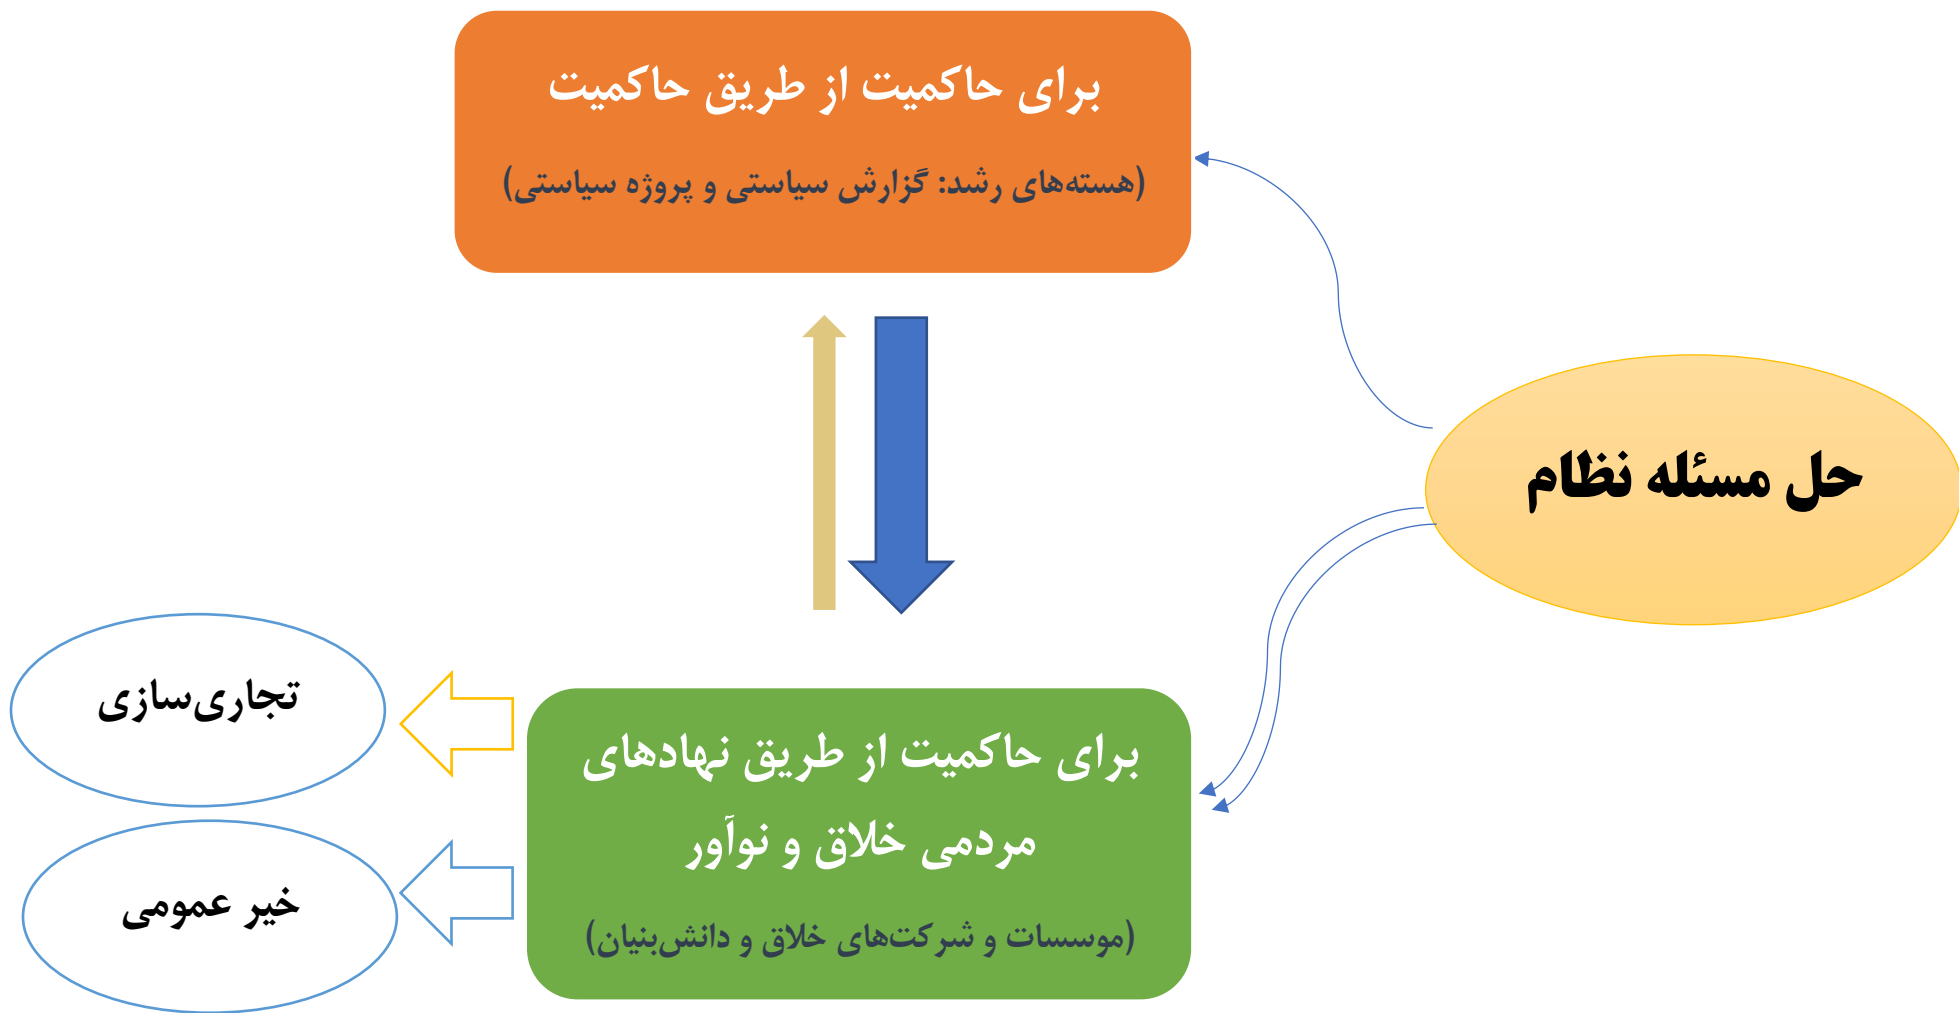 برای حاکمیت از طریق حاکمیت
(هسته‌های رشد: گزارش سیاستی و پروژه سیاستی)
حل مسئله نظام
برای حاکمیت از طریق نهادهای
مردمی خلاق و نوآور
(موسسات و شرکت‌های خلاق و دانش‌بنیان)
تجاری‌سازی
خیر عمومی